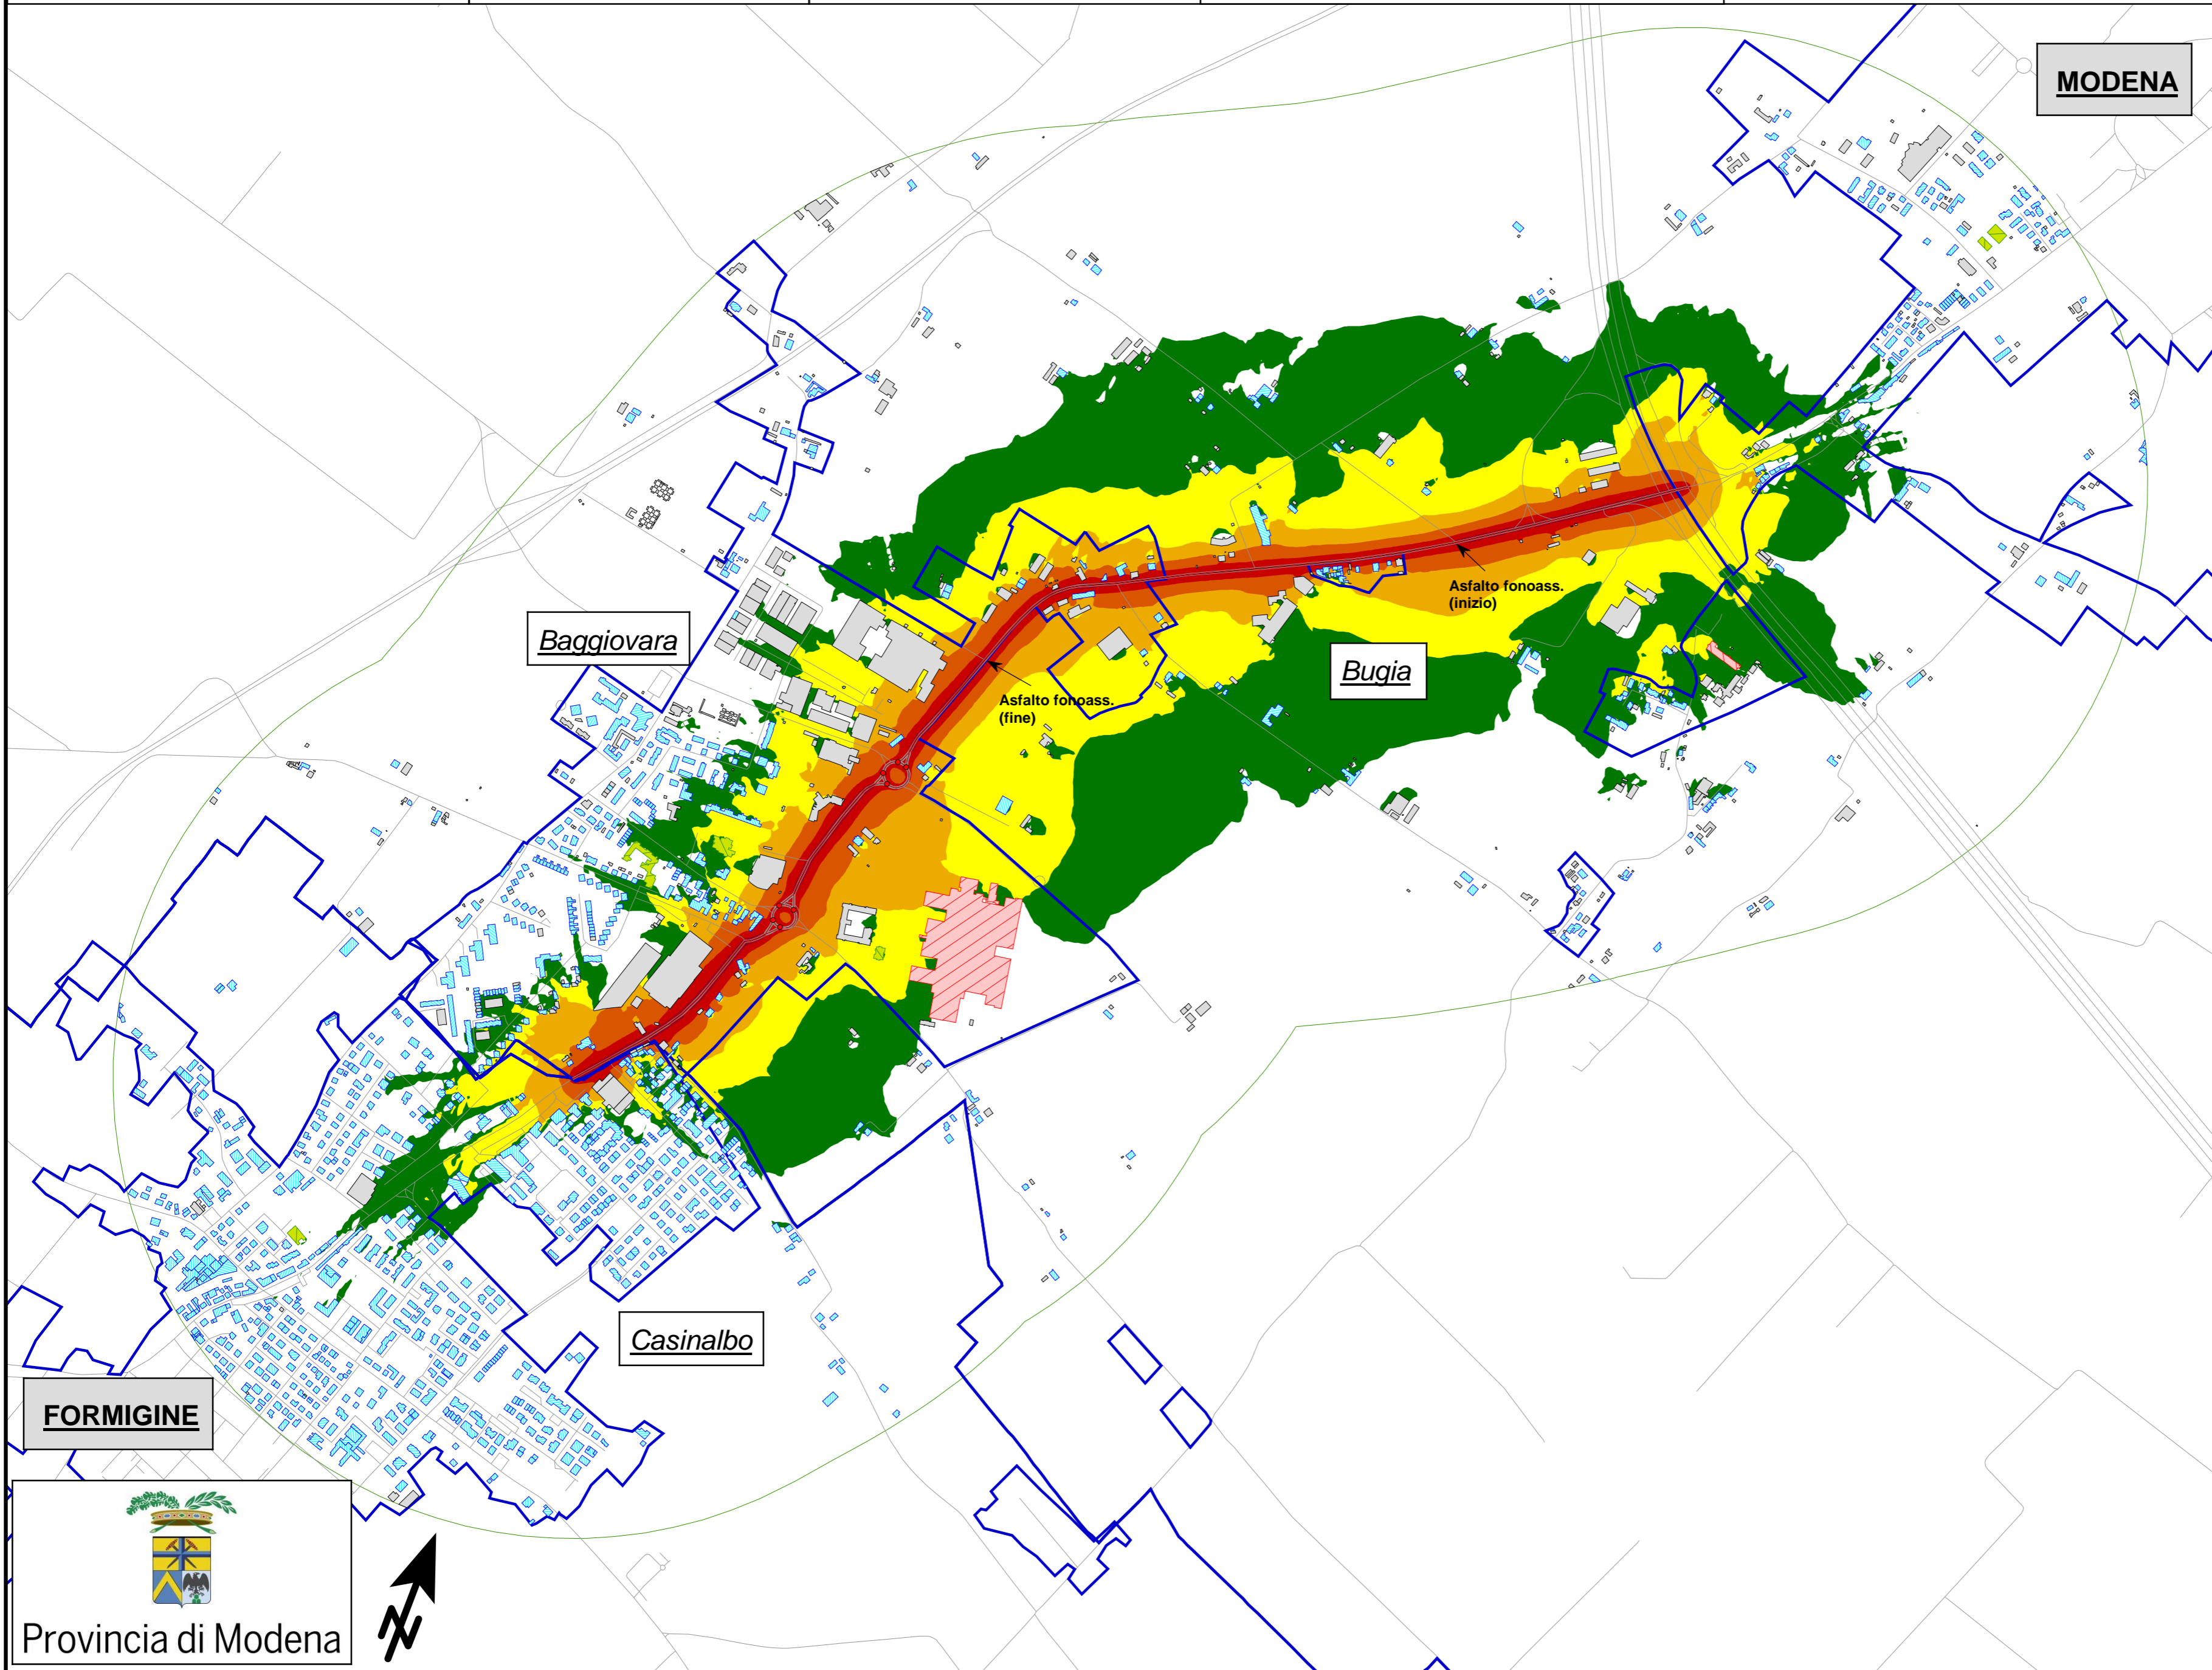 MODENA
Asfalto fonoass.
(inizio)
Baggiovara
Bugia
Asfalto fonoass.
(fine)
Casinalbo
FORMIGINE
Provincia di Modena
N